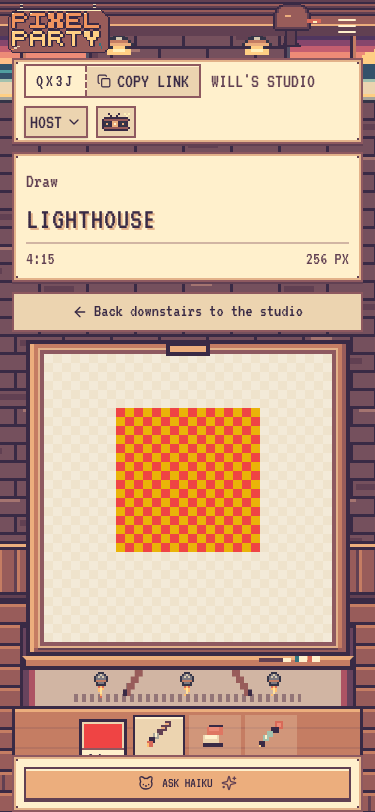 PIXEL
PARTY
QX3J
COPY LINK
WILL'S STUDIO
HOST
Draw
LIGHTHOUSE
4:15
256 PX
Back downstairs to the studio
ASK HAIKU